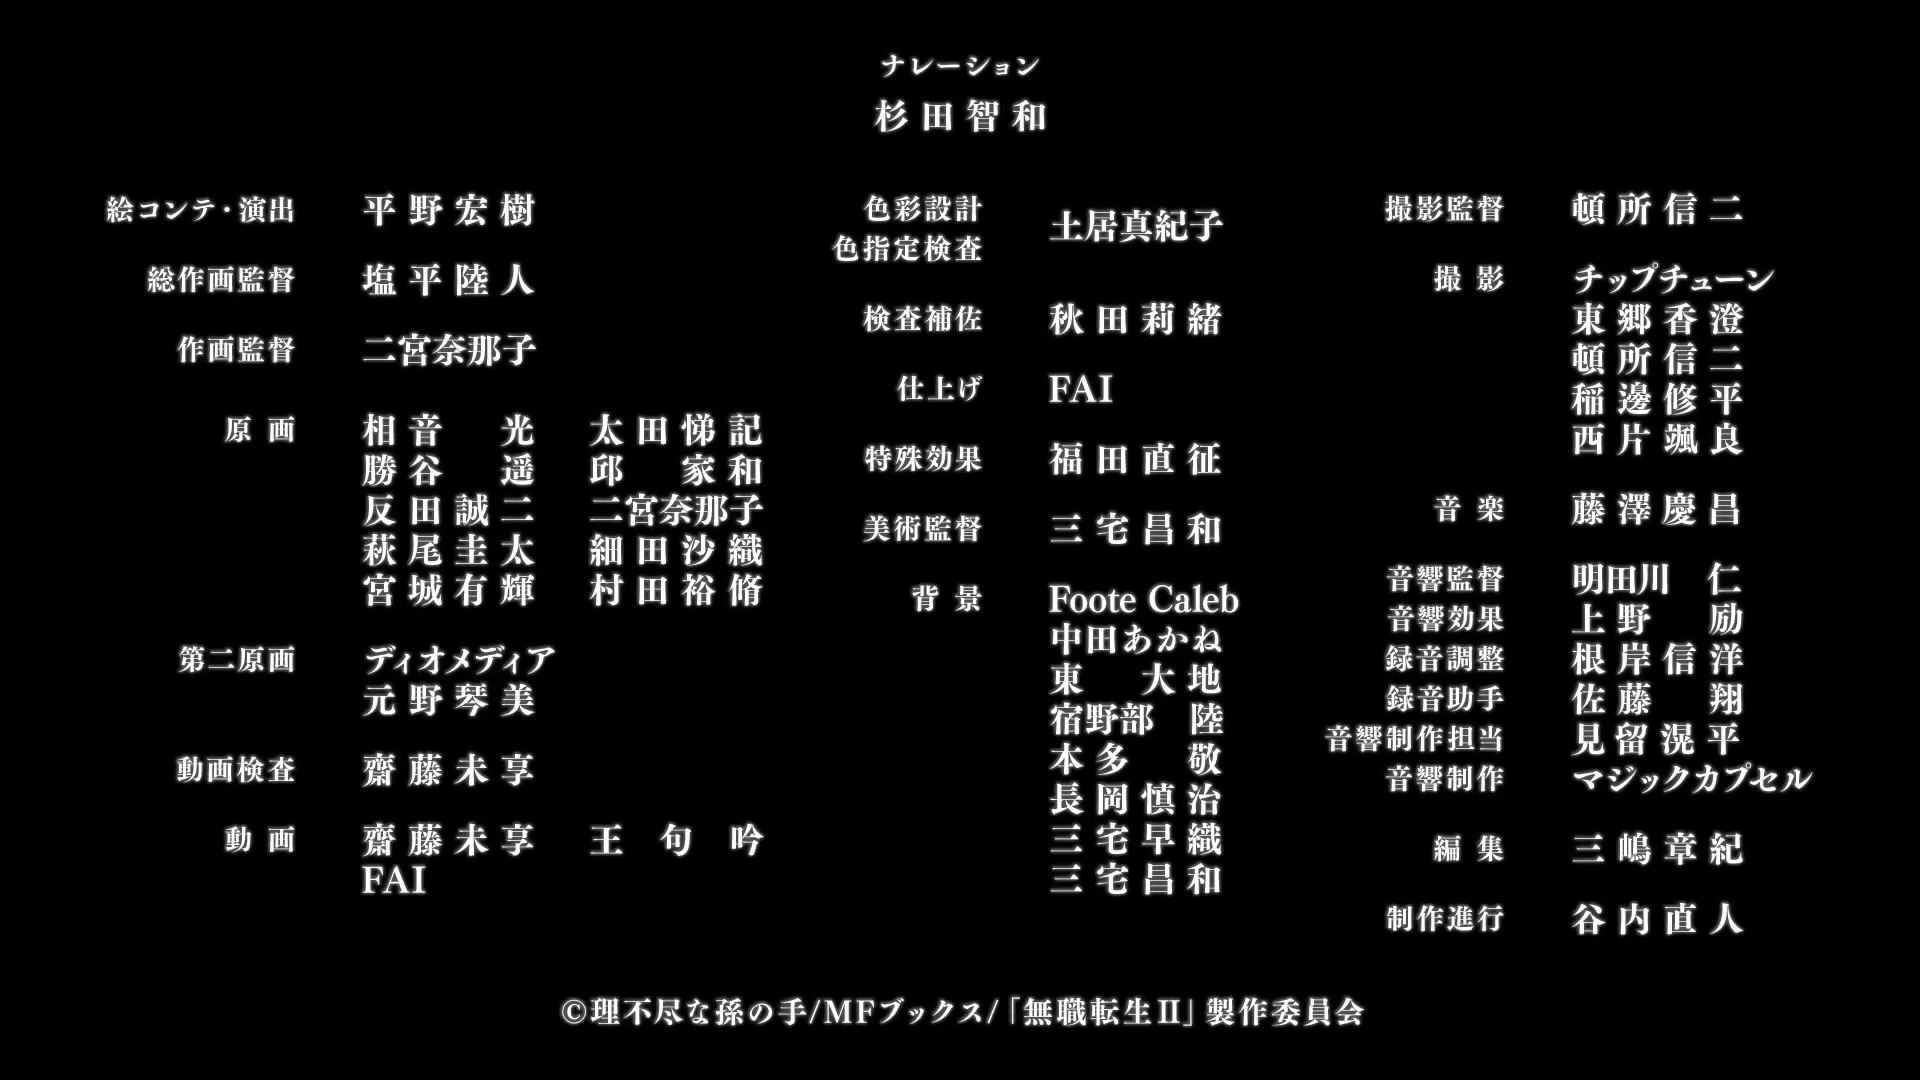 ナレーション
杉田智和
絵コンテ・演出 平野宏樹
総作画監督 塩平陸人
作画監督 二宮奈那子
原画 相音 光 太田悌記
勝谷 遥 邱 家和
反田誠二 二宮奈那子
萩尾圭太 細田沙織
宮城有輝 村田裕脩
第二原画 ディオメディア
元野琴美
動画検査 齋藤未享
動画 齋藤未享 王句吟
FAI
色彩設計 土居真紀子
色指定検査
検査補佐 秋田莉緒
仕上げ FAI
特殊効果 福田直征
美術監督 三宅昌和
背景 Foote Caleb
中田あかね
東 大地
宿野部 陸
本多 敬
長岡慎治
三宅早織
三宅昌和
撮影監督 頓所信二
撮影 チップチューン
東郷香澄
頓所信二
稲邊修平
西片颯良
音楽 藤澤慶昌
音響監督 明田川 仁
音響効果 上野 励
録音調整 根岸信洋
録音助手 佐藤 翔
音響制作担当 見留滉平
音響制作 マジックカプセル
編集 三嶋章紀
制作進行 谷内直人
©理不尽な孫の手/MFブックス/「無職転生Ⅱ」製作委員会